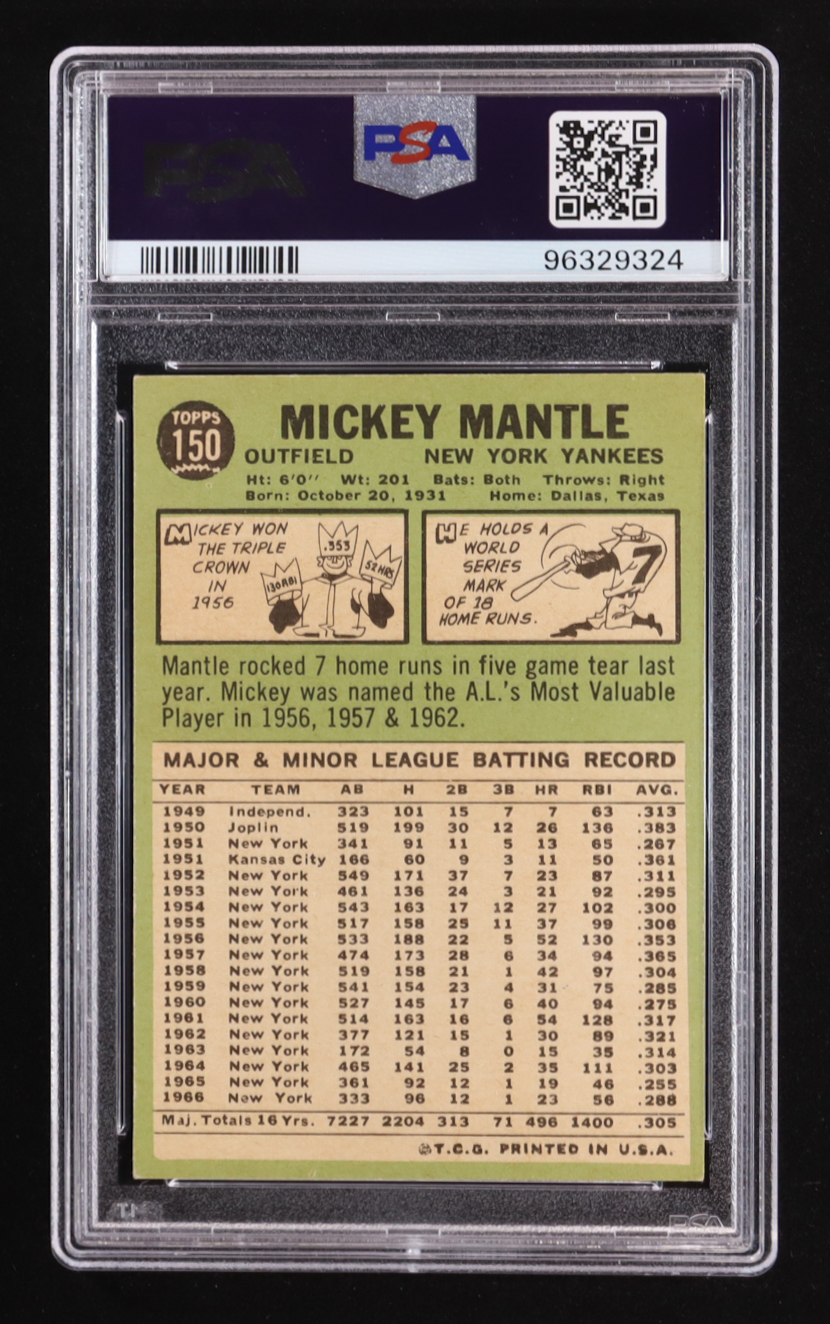 PSA
PSA
96329324
TOPPS
150
MICKEY MANTLE
OUTFIELD NEW YORK YANKEES
Ht: 6'0'' Wt: 201 Bats: Both Throws: Right
Born: October 20, 1931 Home: Dallas, Texas
MICKEY WON
THE TRIPLE
CROWN
IN
1956
.353
130 RBI
52 HRS
HE HOLDS A
WORLD
SERIES
MARK
OF 18
HOME RUNS.
7
Mantle rocked 7 home runs in five game tear last
year. Mickey was named the A.L.'s Most Valuable
Player in 1956, 1957 & 1962.
MAJOR & MINOR LEAGUE BATTING RECORD
YEAR TEAM AB H 2B 3B HR RBI AVG.
1949 Independ. 323 101 15 7 7 63 .313
1950 Joplin 519 199 30 12 26 136 .383
1951 New York 341 91 11 5 13 65 .267
1951 Kansas City 166 60 9 3 11 50 .361
1952 New York 549 171 37 7 23 87 .311
1953 New York 461 136 24 3 21 92 .295
1954 New York 543 163 17 12 27 102 .300
1955 New York 517 158 25 11 37 99 .306
1956 New York 533 188 22 5 52 130 .353
1957 New York 474 173 28 6 34 94 .365
1958 New York 519 158 21 1 42 97 .304
1959 New York 541 154 23 4 31 75 .285
1960 New York 527 145 17 6 40 94 .275
1961 New York 514 163 16 6 54 128 .317
1962 New York 377 121 15 1 30 89 .321
1963 New York 172 54 8 0 15 35 .314
1964 New York 465 141 25 2 35 111 .303
1965 New York 361 92 12 1 19 46 .255
1966 New York 333 96 12 1 23 56 .288
Maj. Totals 16 Yrs. 7227 2204 313 71 496 1400 .305
©T.C.G. PRINTED IN U.S.A.
PSA